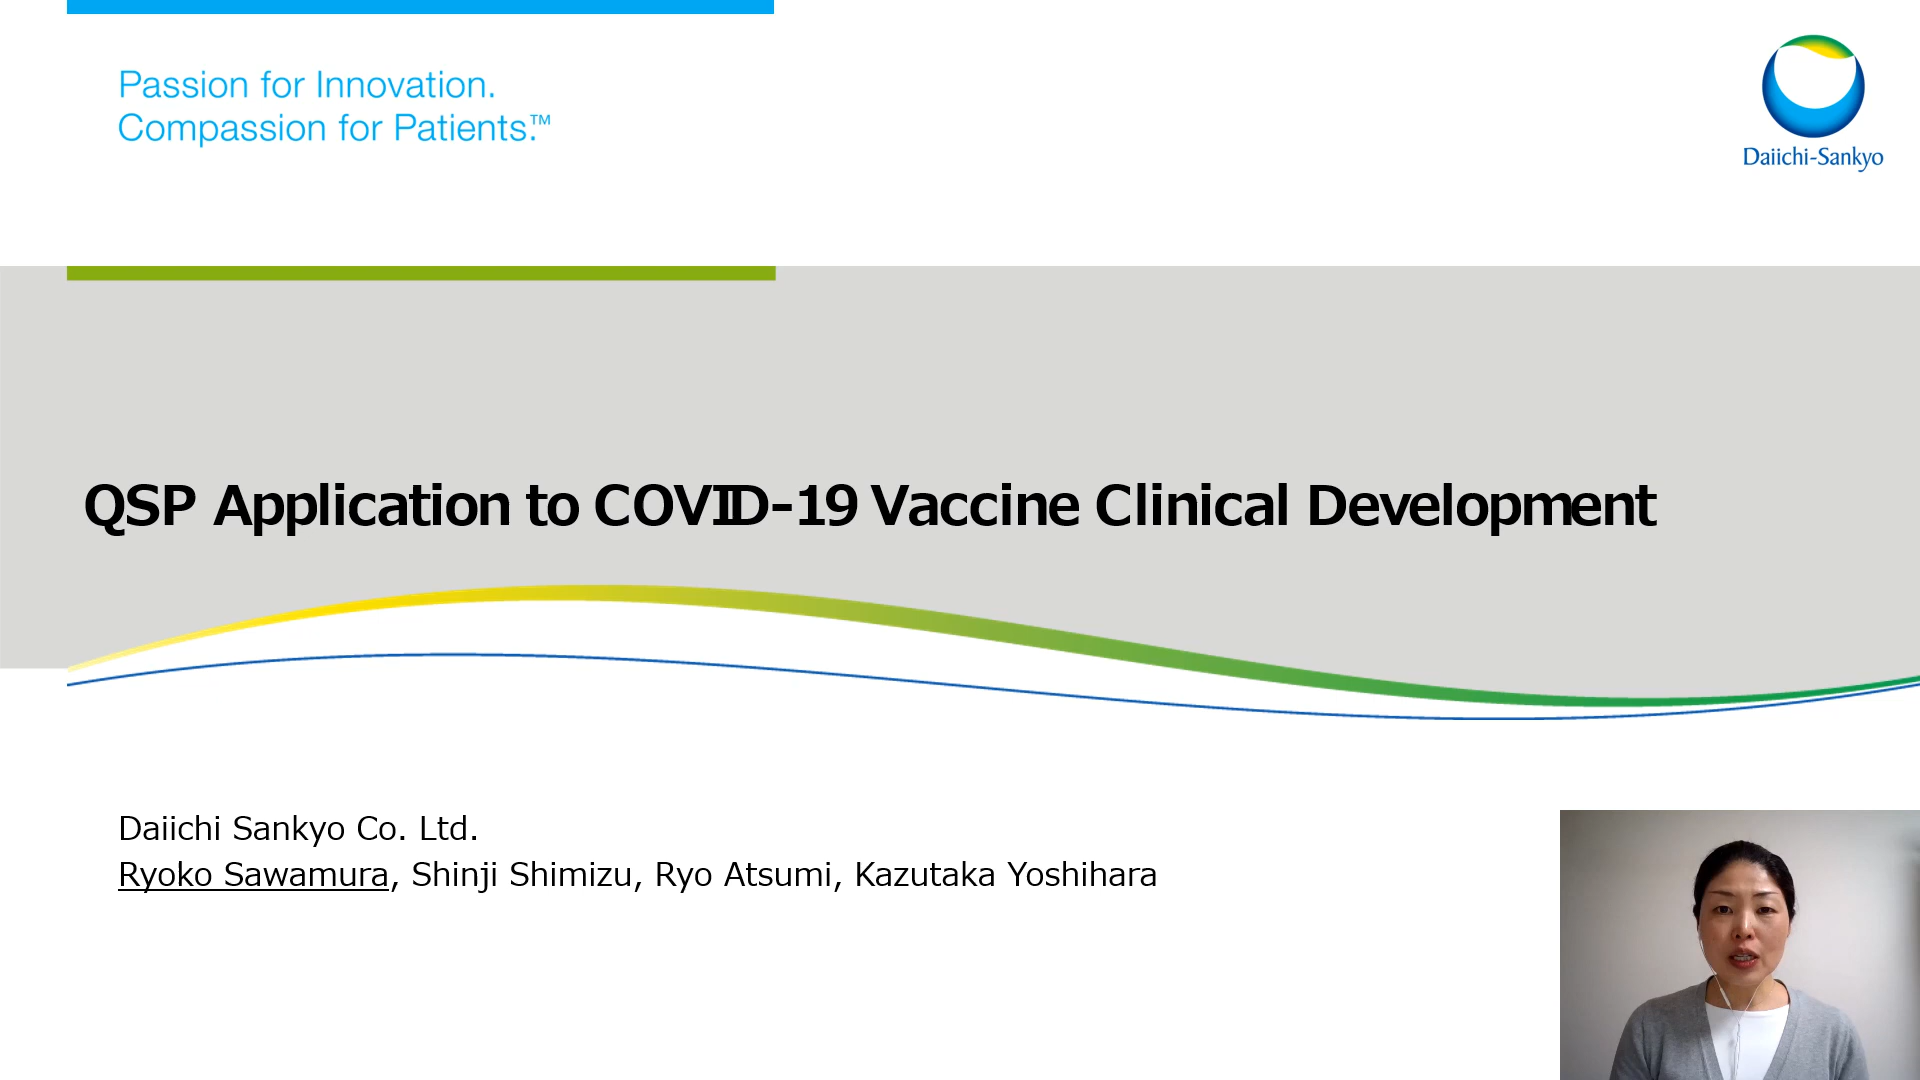 Passion for Innovation.
Compassion for Patients.™
Daiichi-Sankyo
QSP Application to COVID-19 Vaccine Clinical Development
Daiichi Sankyo Co. Ltd.
Ryoko Sawamura, Shinji Shimizu, Ryo Atsumi, Kazutaka Yoshihara